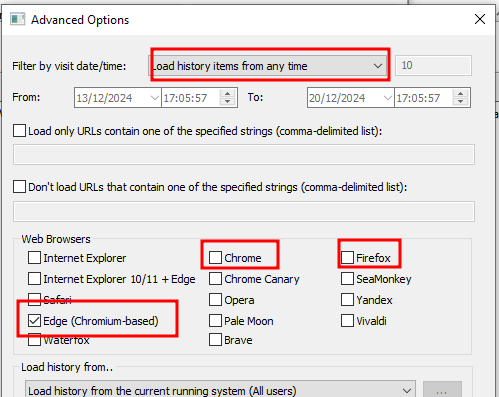 Advanced Options
Filter by visit date/time: Load history items from any time 10
From: 13/12/2024 17:05:57 To: 20/12/2024 17:05:57
Load only URLs contain one of the specified strings (comma-delimited list):
Don't load URLs that contain one of the specified strings (comma-delimited list):
Web Browsers
Internet Explorer Chrome Firefox
Internet Explorer 10/11 + Edge Chrome Canary SeaMonkey
Safari Opera Yandex
Edge (Chromium-based) Pale Moon Vivaldi
Waterfox Brave
Load history from..
Load history from the current running system (All users) ...